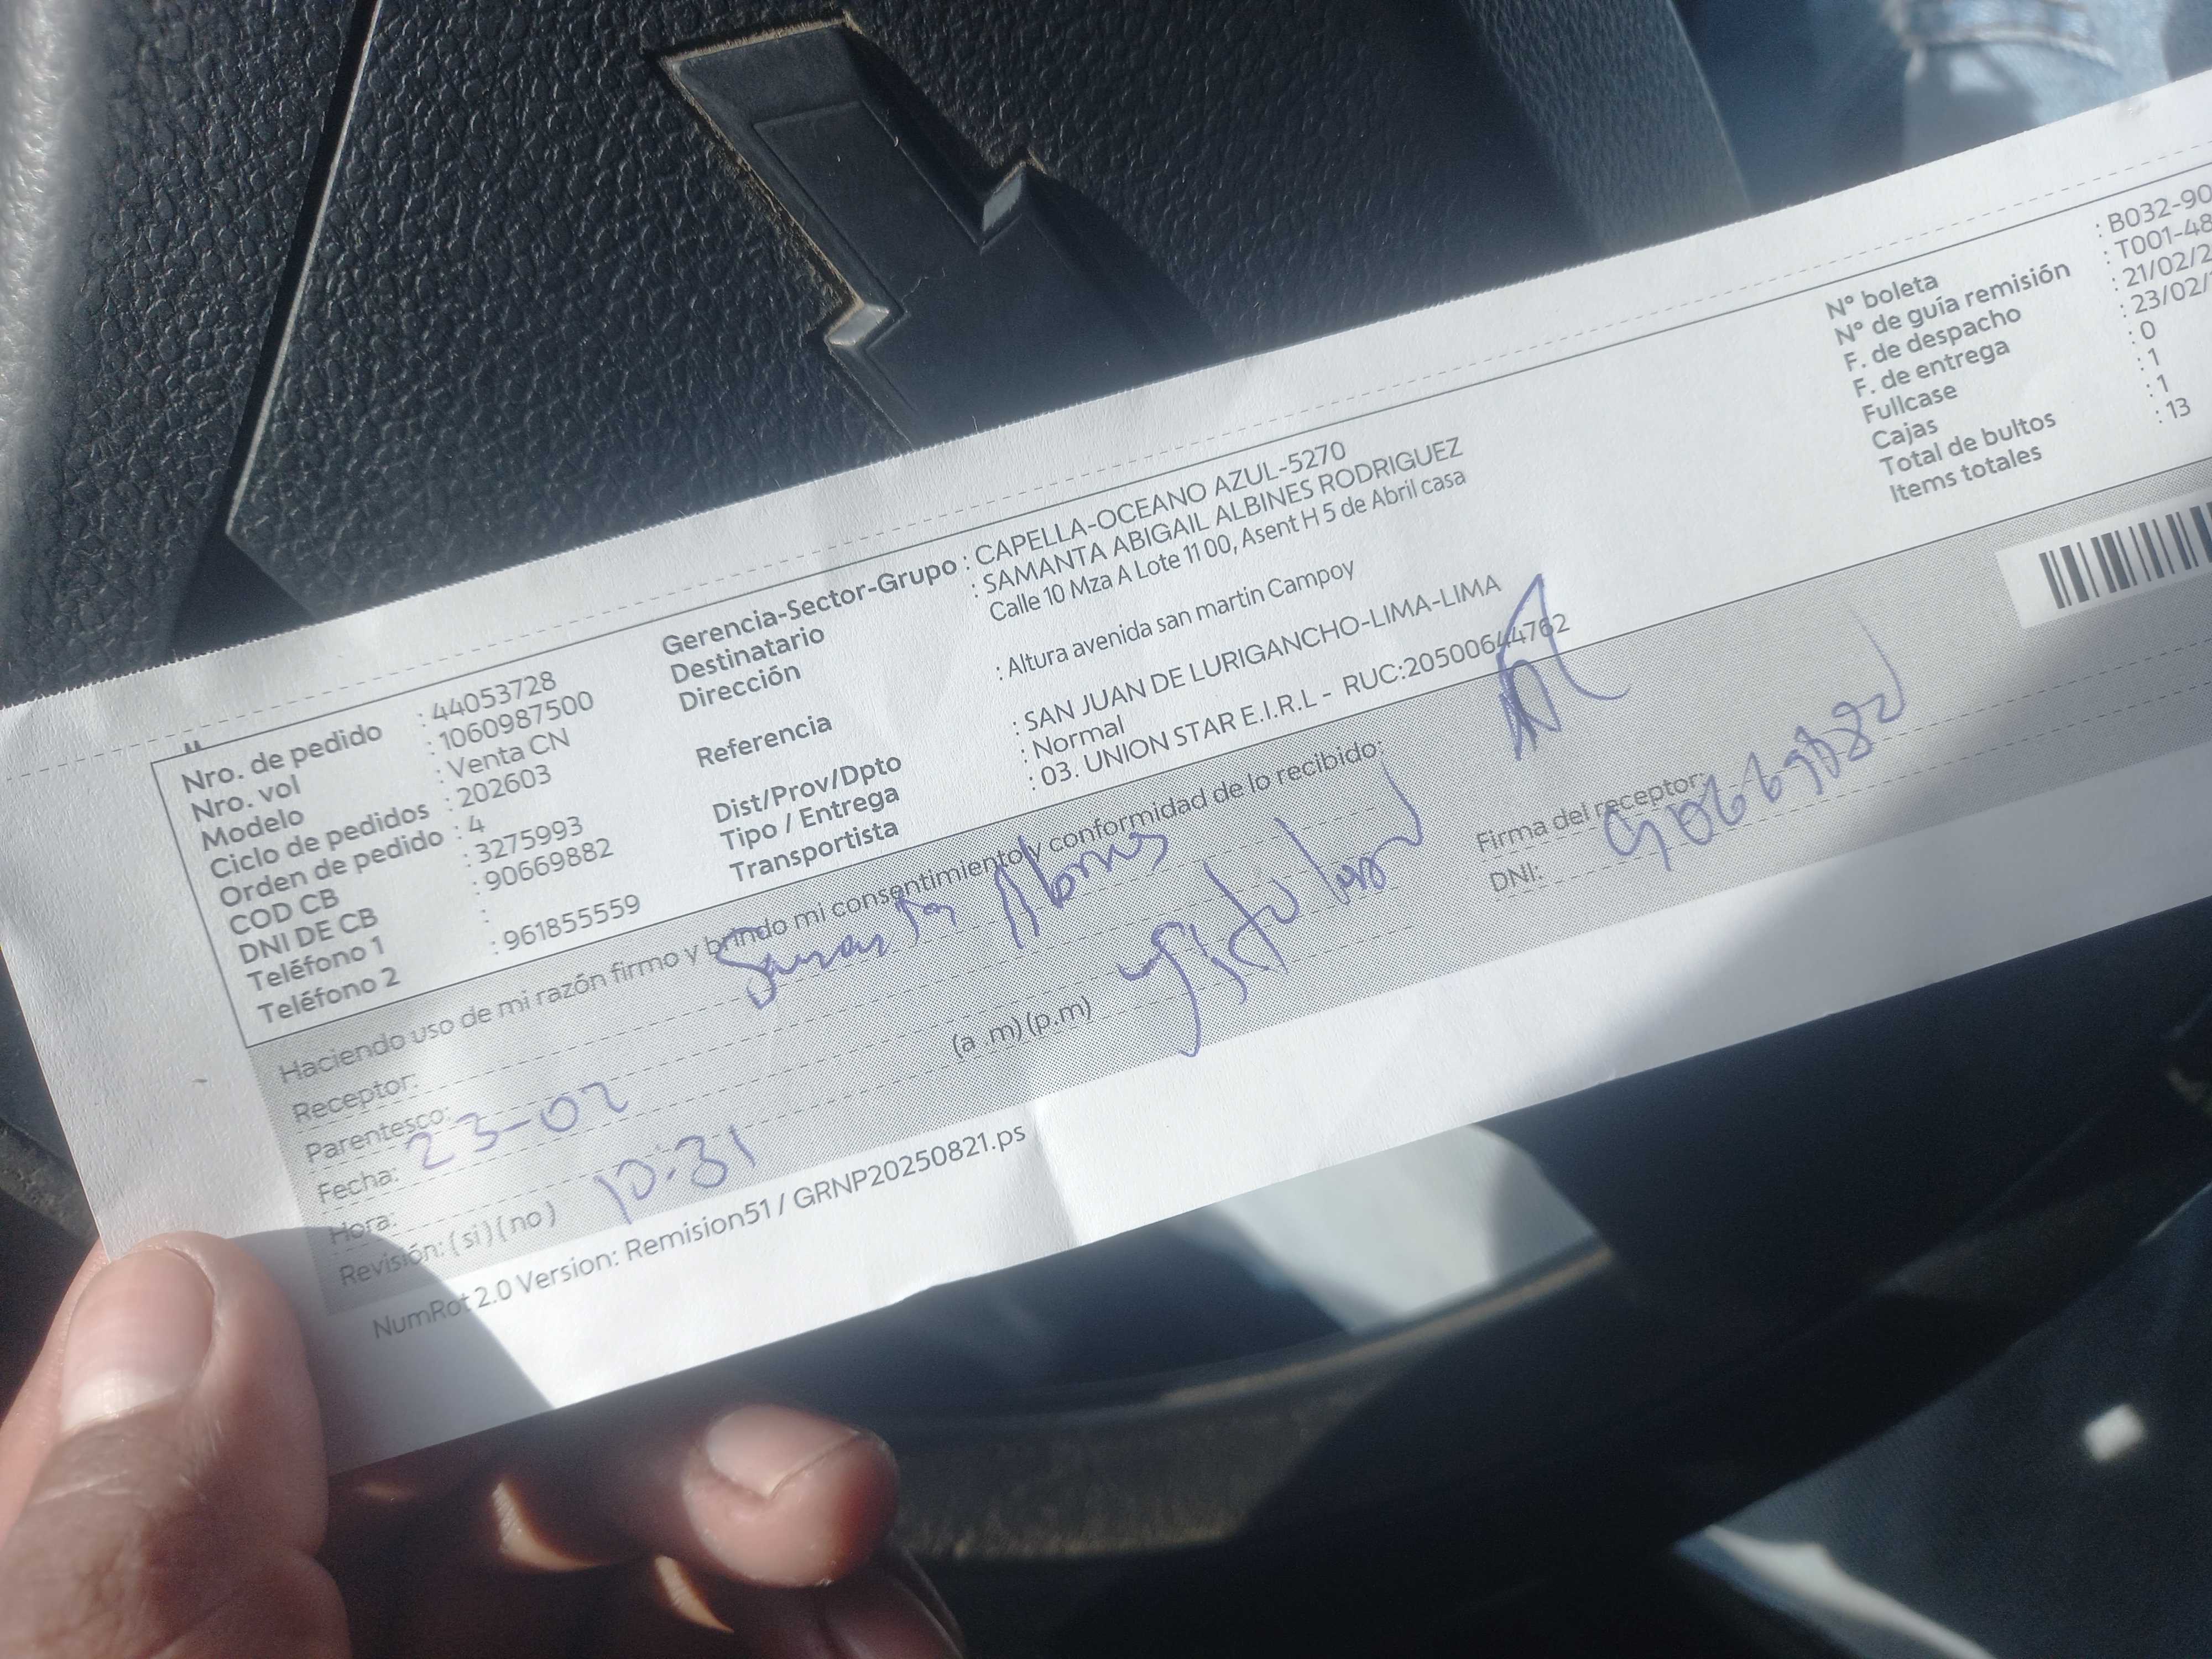 Nro. de pedido : 44053728
Nro. vol : 1060987500
Modelo : Venta CN
Ciclo de pedidos : 202603
Orden de pedido : 4
COD CB : 3275993
DNI DE CB : 90669882
Teléfono 1 :
Teléfono 2 : 961855559
Gerencia-Sector-Grupo : CAPELLA-OCEANO AZUL-5270
Destinatario : SAMANTA ABIGAIL ALBINES RODRIGUEZ
Dirección Calle 10 Mza A Lote 11 00, Asent H 5 de Abril casa
Referencia : Altura avenida san martin Campoy
Dist/Prov/Dpto : SAN JUAN DE LURIGANCHO-LIMA-LIMA
Tipo / Entrega : Normal
Transportista : 03. UNION STAR E.I.R.L - RUC:20500644762
N° boleta : B032-90
N° de guía remisión : T001-48
F. de despacho : 21/02/2
F. de entrega : 23/02/
Fullcase : 0
Cajas : 1
Total de bultos : 1
Items totales : 13
Haciendo uso de mi razón firmo y brindo mi consentimiento y conformidad de lo recibido:
Receptor:
Parentesco:
Fecha: 23-02
Hora: 10-31 (a .m) (p.m)
Revisión: ( si ) ( no )
Firma del receptor:
DNI:
NumRot 2.0 Version: Remision51 / GRNP20250821.ps